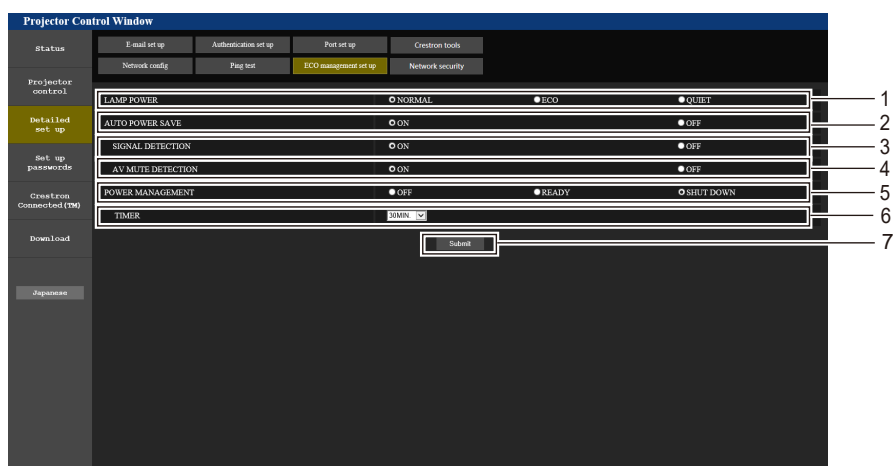 Projector Control Window
Status
E-mail set up
Authentication set up
Port set up
Crestron tools
Network config
Ping test
ECO management set up
Network security
Projector
control
Detailed
set up
Set up
passwords
Crestron
Connected(TM)
Download
Japanese
LAMP POWER NORMAL ECO QUIET 1
AUTO POWER SAVE ON OFF 2
SIGNAL DETECTION ON OFF 3
AV MUTE DETECTION ON OFF 4
POWER MANAGEMENT OFF READY SHUT DOWN 5
TIMER 30MIN. 6
Submit 7